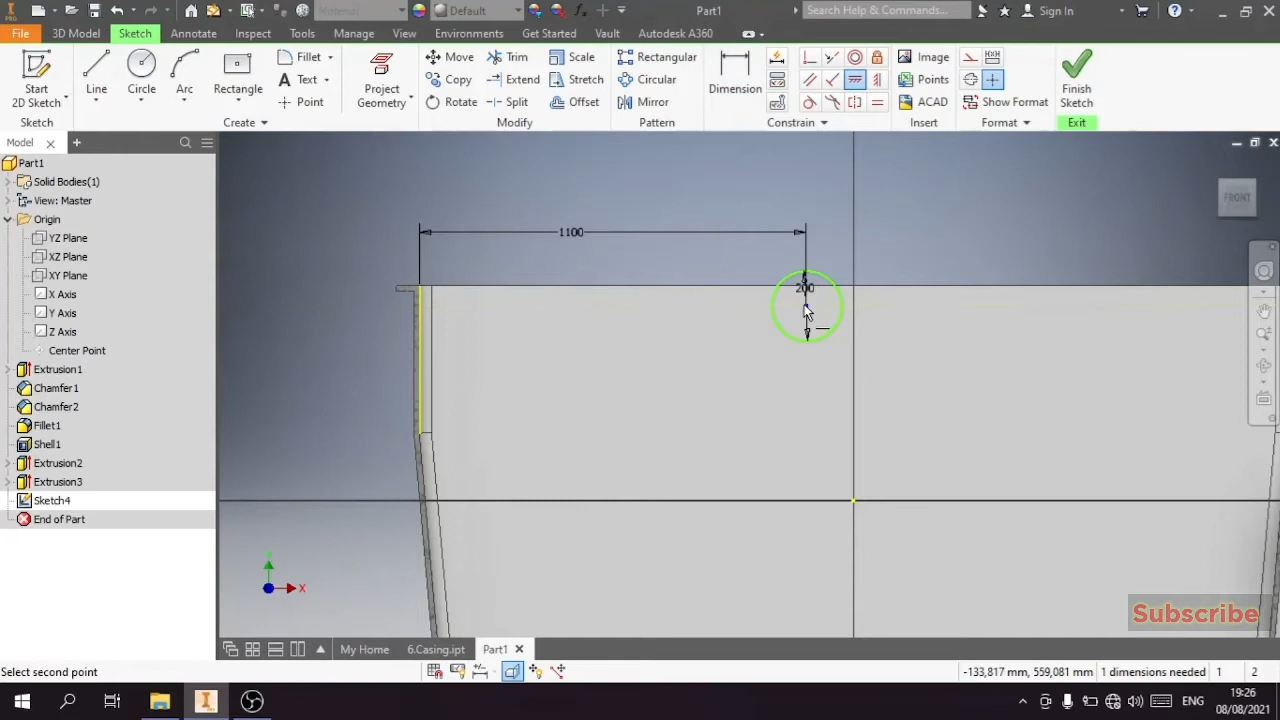 PRO
Material
Default
Part1
Search Help & Commands...
Sign In
File
3D Model
Sketch
Annotate
Inspect
Tools
Manage
View
Environments
Get Started
Vault
Autodesk A360
Start
2D Sketch
Line
Circle
Arc
Rectangle
Fillet
Text
Point
Project
Geometry
Move
Copy
Rotate
Trim
Extend
Split
Scale
Stretch
Offset
Rectangular
Circular
Mirror
Dimension
Image
Points
ACAD
Show Format
Finish
Sketch
Sketch
Create
Modify
Pattern
Constrain
Insert
Format
Exit
Model
Part1
Solid Bodies(1)
View: Master
Origin
YZ Plane
XZ Plane
XY Plane
X Axis
Y Axis
Z Axis
Center Point
Extrusion1
Chamfer1
Chamfer2
Fillet1
Shell1
Extrusion2
Extrusion3
Sketch4
End of Part
FRONT
1100
200
X
Subscribe
My Home
6.Casing.ipt
Part1
Select second point
-133,817 mm, 559,081 mm
1 dimensions needed
1
2
ENG
19:26
08/08/2021